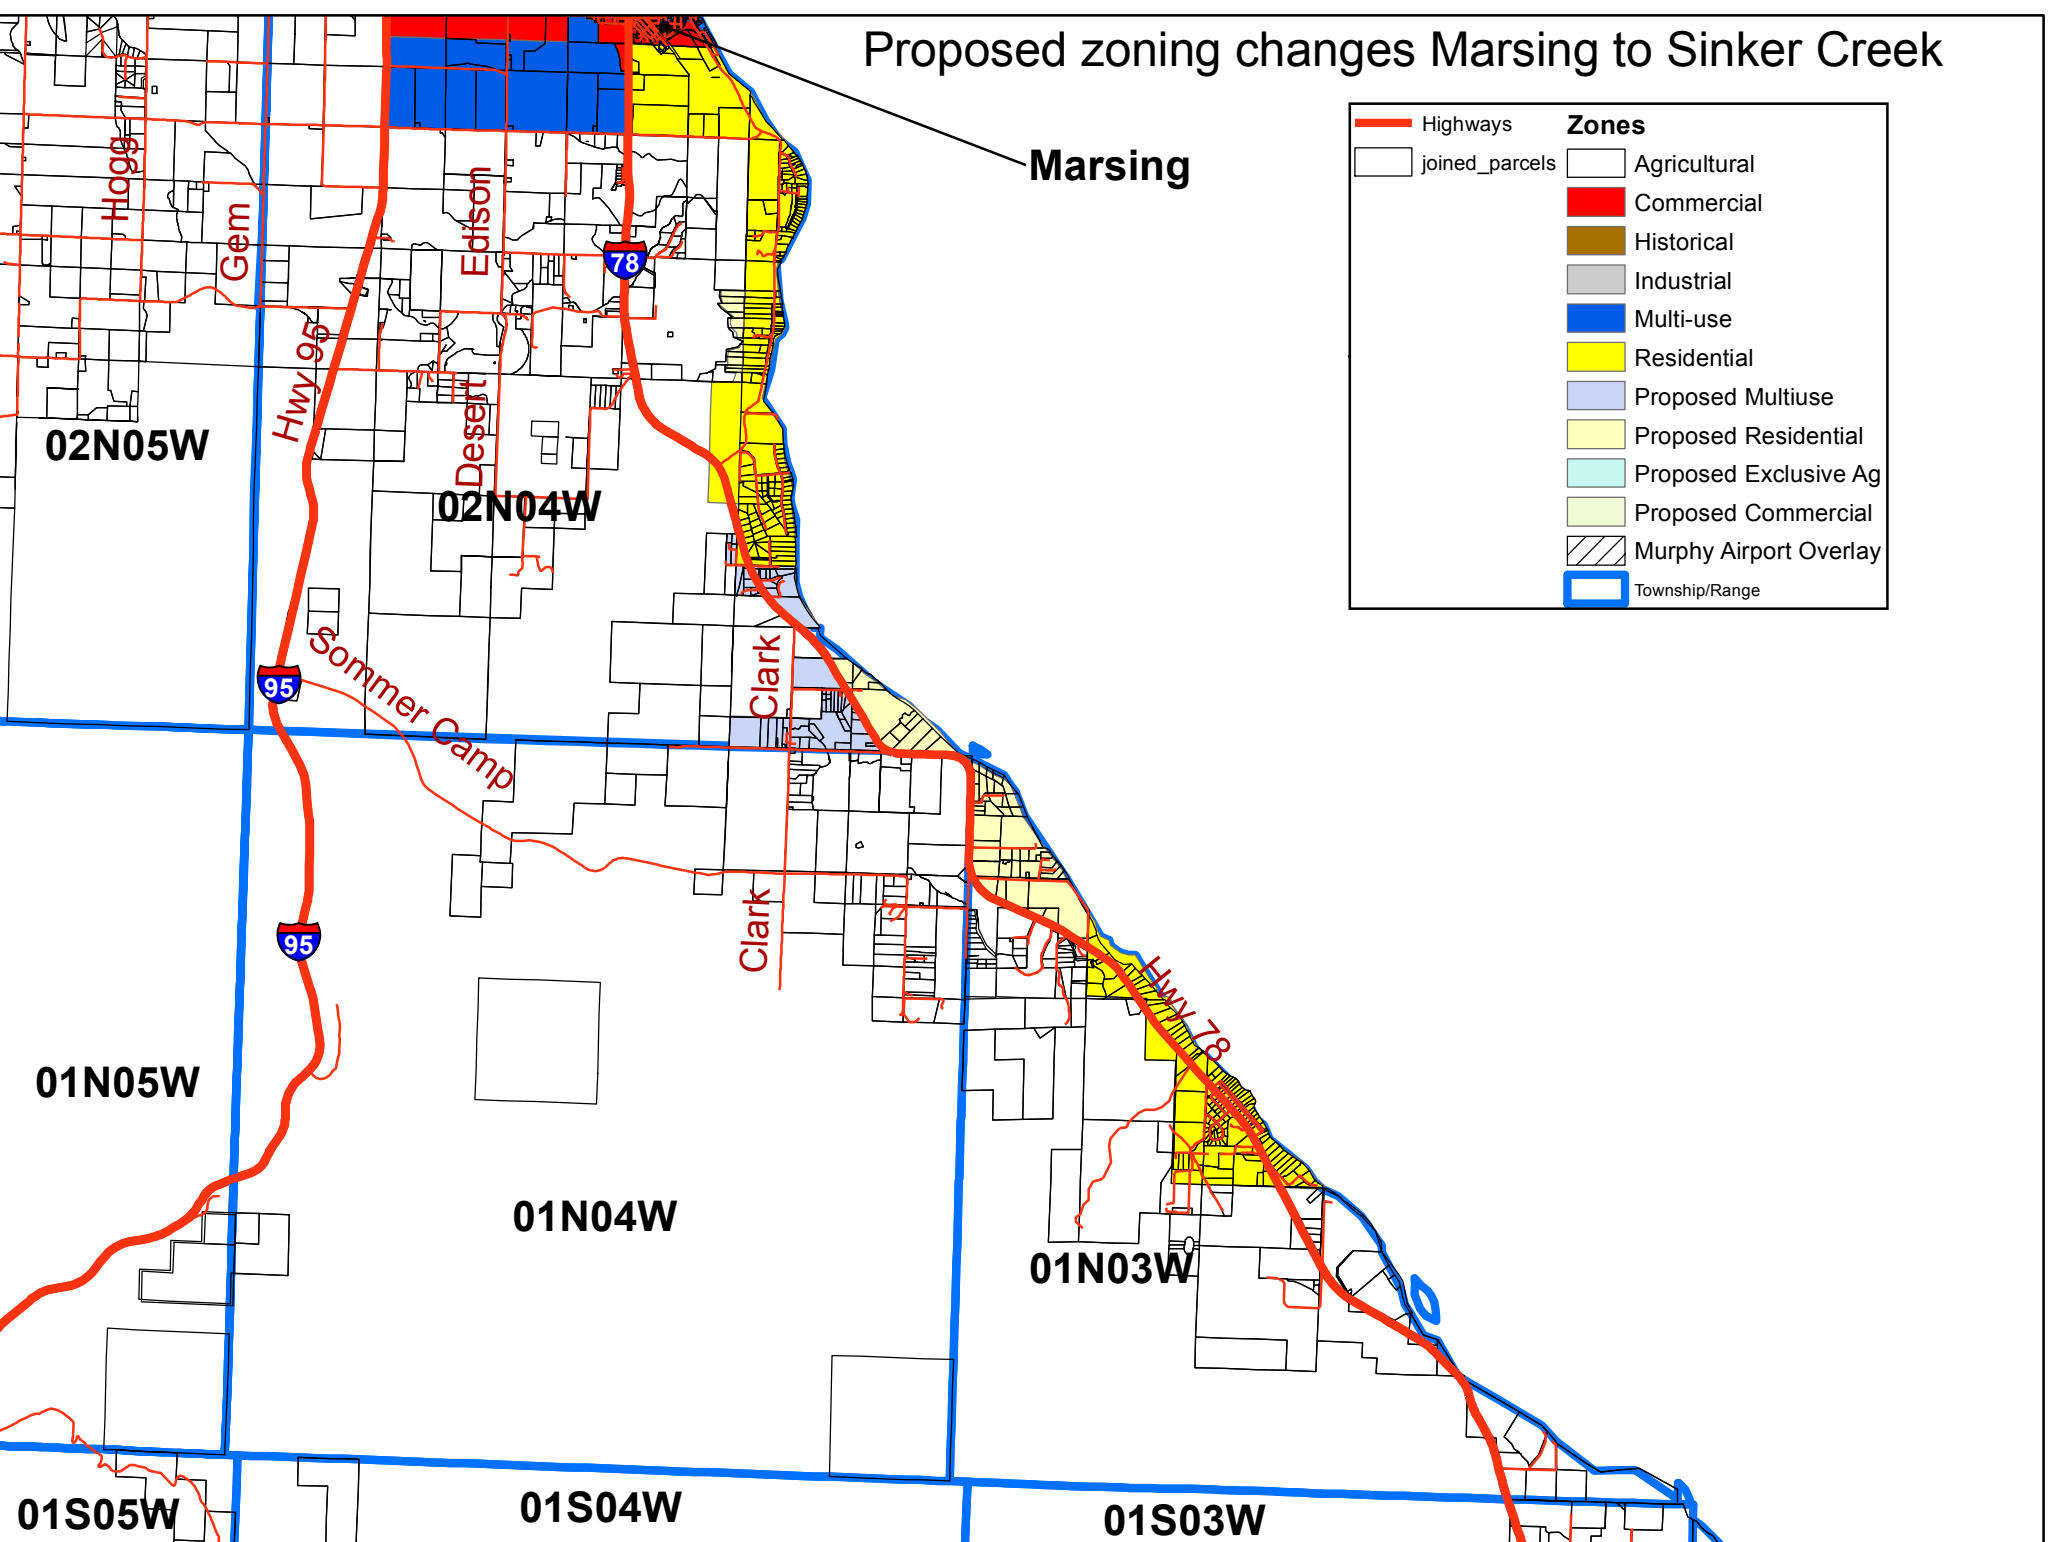 Proposed zoning changes Marsing to Sinker Creek
Marsing
Highways
joined_parcels
Zones
Agricultural
Commercial
Historical
Industrial
Multi-use
Residential
Proposed Multiuse
Proposed Residential
Proposed Exclusive Ag
Proposed Commercial
Murphy Airport Overlay
Township/Range
Hogg
Gem
Edison
78
Hwy 95
Desert
02N05W
02N04W
Sommer Camp
95
Clark
Clark
95
Hwy 78
01N05W
01N04W
01N03W
01S05W
01S04W
01S03W